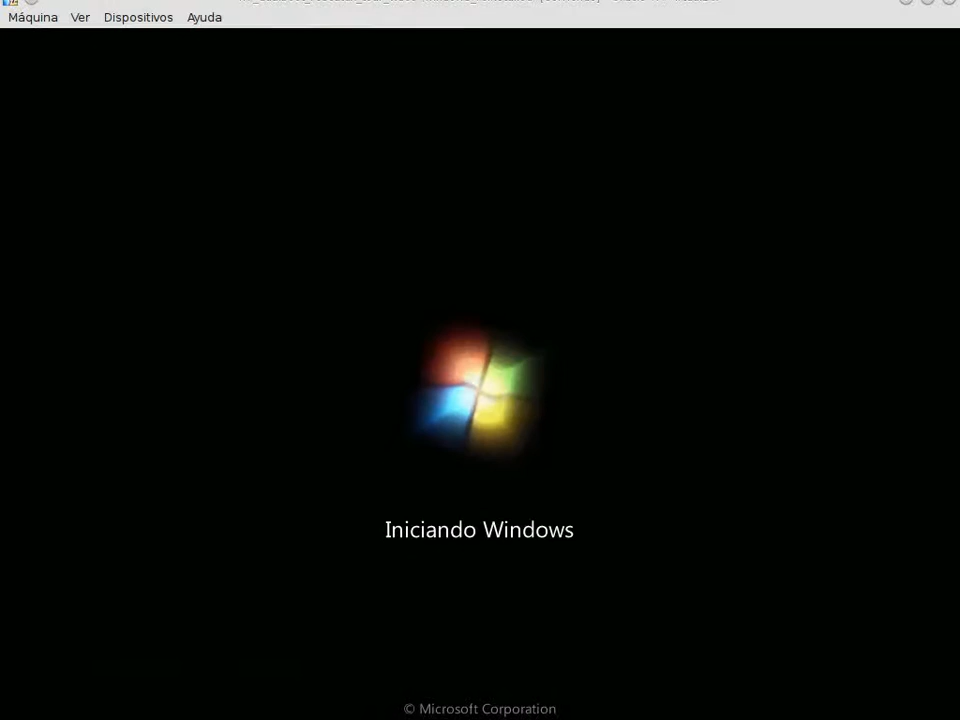 Máquina Ver Dispositivos Ayuda
Iniciando Windows
© Microsoft Corporation